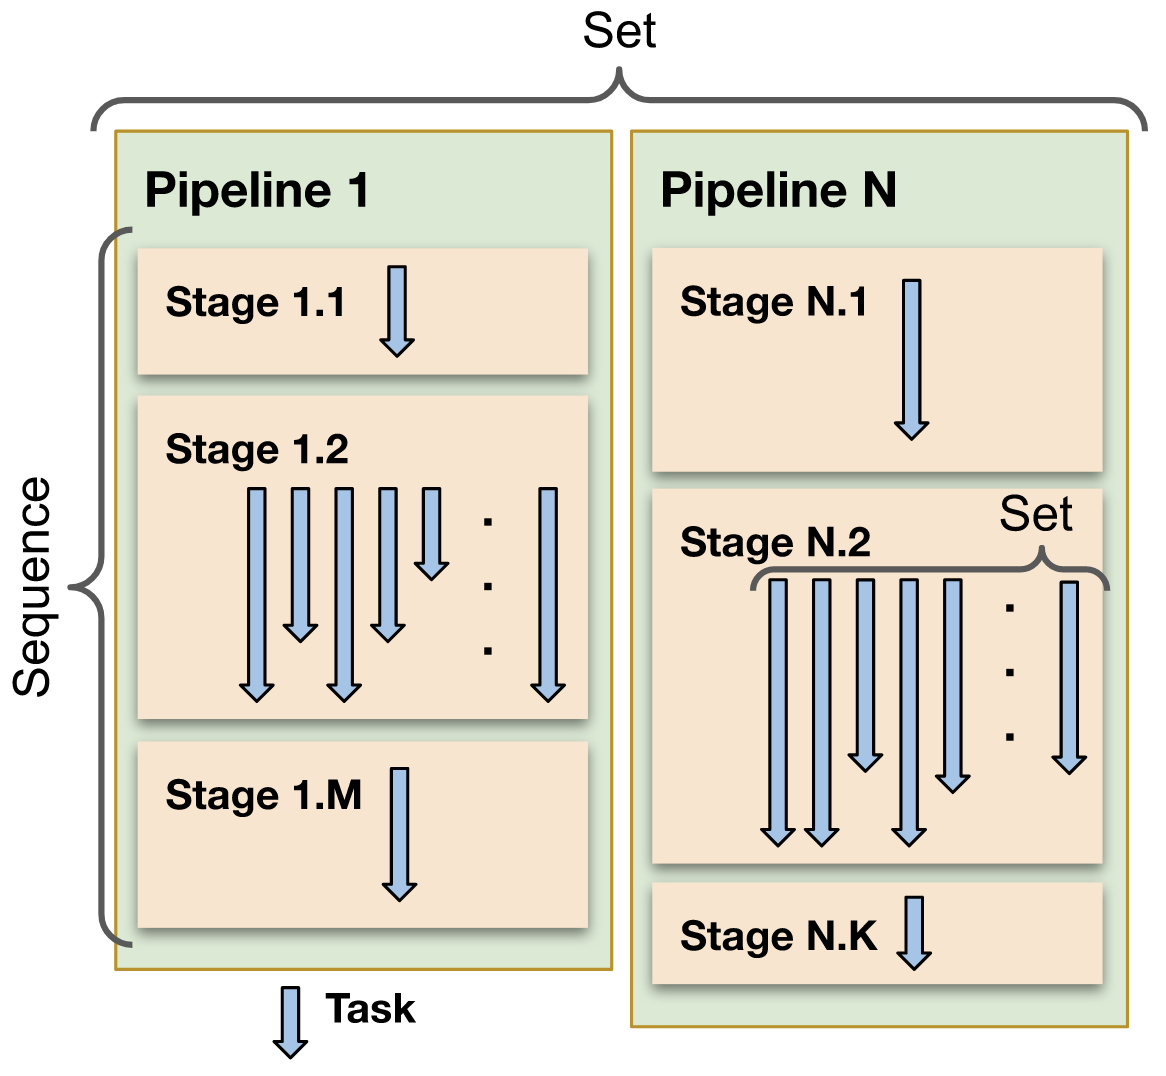 Set
Pipeline 1
Stage 1.1
Stage 1.2
.
.
.
Stage 1.M
Sequence
Task
Pipeline N
Stage N.1
Set
Stage N.2
.
.
.
Stage N.K